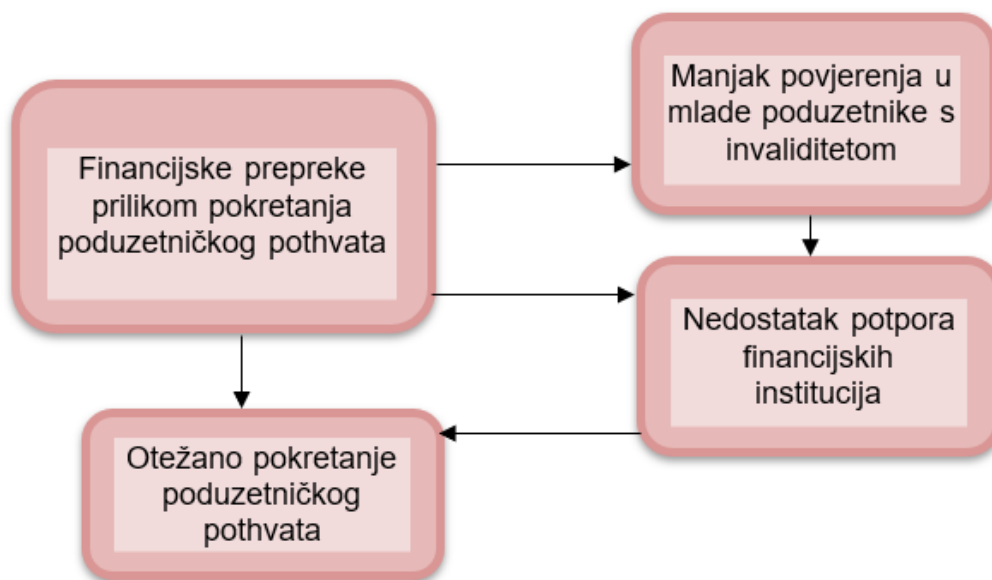 Financijske prepreke
prilikom pokretanja
poduzetničkog pothvata
Manjak povjerenja u
mlade poduzetnike s
invaliditetom
Nedostatak potpora
financijskih
institucija
Otežano pokretanje
poduzetničkog
pothvata